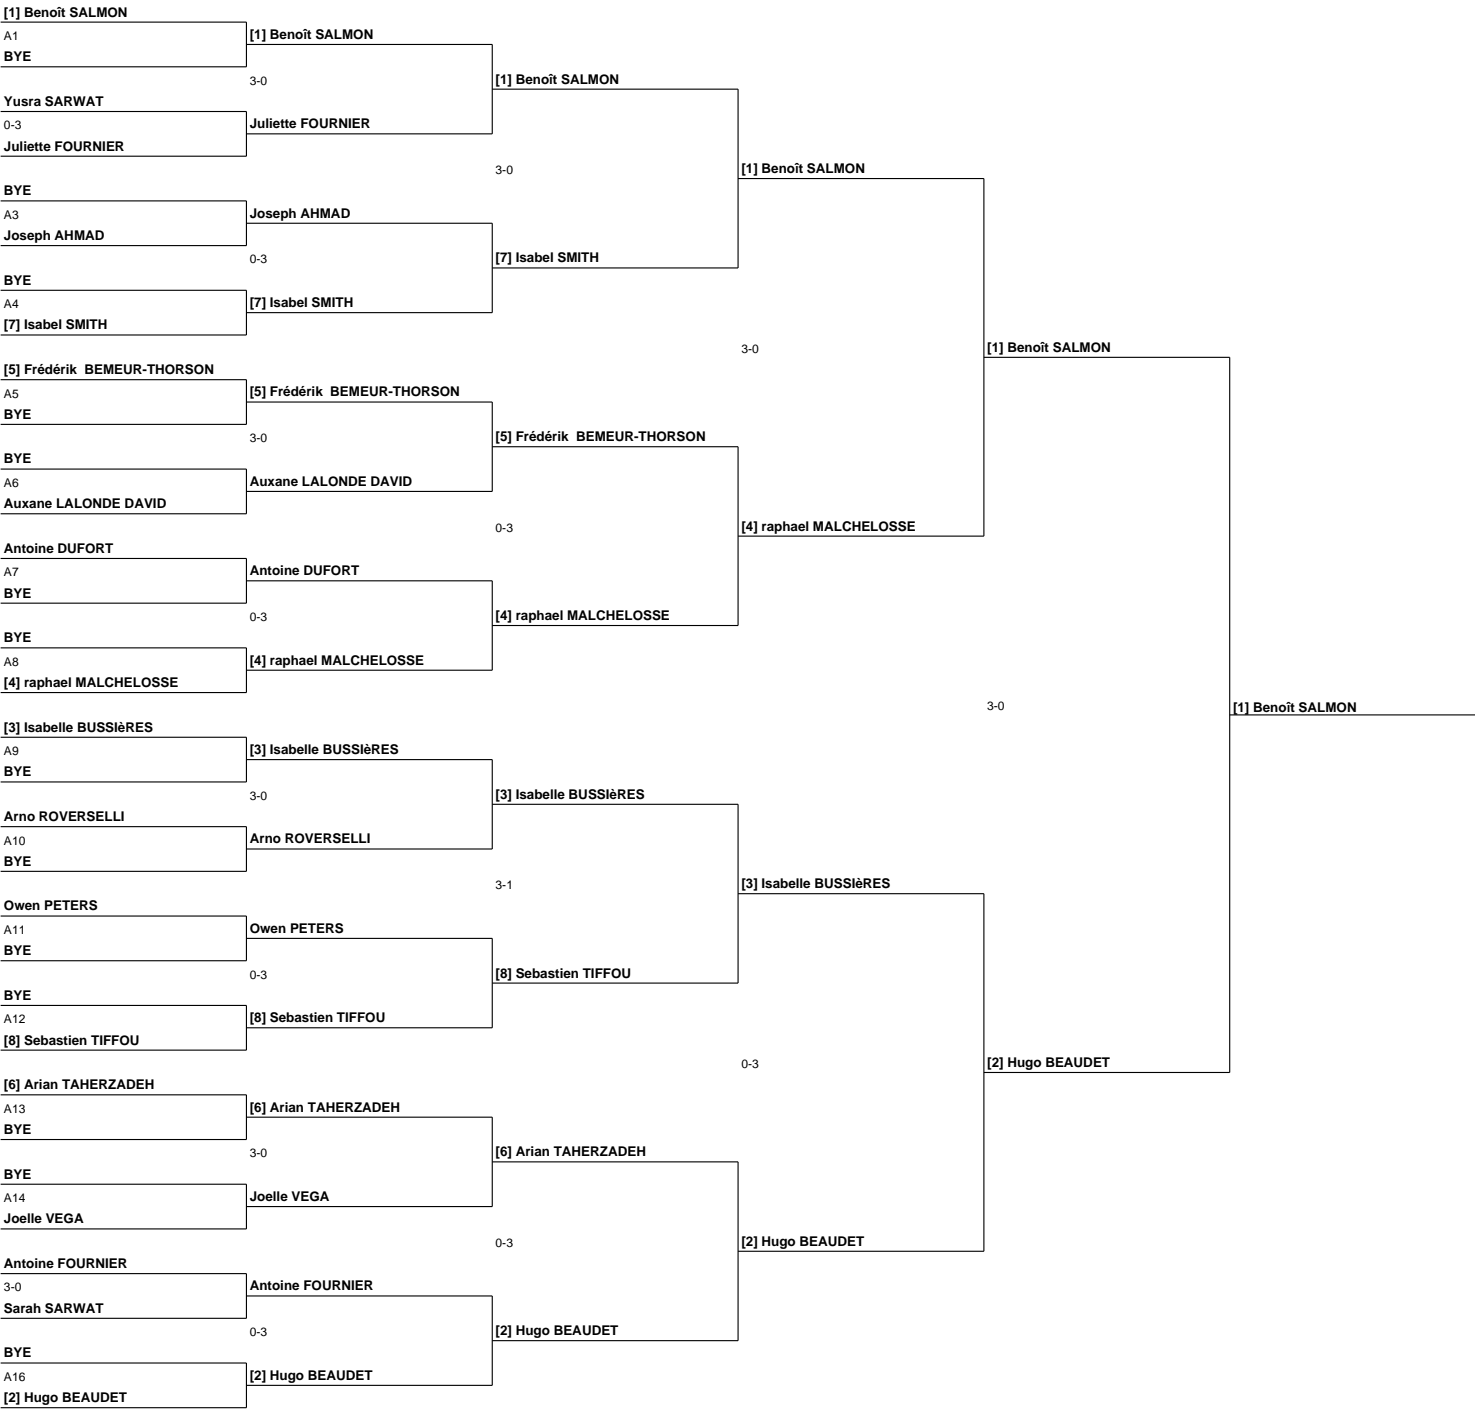 [1] Benoît SALMON
A1
BYE
Yusra SARWAT
0-3
Juliette FOURNIER
BYE
A3
Joseph AHMAD
BYE
A4
[7] Isabel SMITH
[5] Frédérik  BEMEUR-THORSON
A5
BYE
BYE
A6
Auxane LALONDE DAVID
Antoine DUFORT
A7
BYE
BYE
A8
[4] raphael MALCHELOSSE
[3] Isabelle BUSSIèRES
A9
BYE
Arno ROVERSELLI
A10
BYE
Owen PETERS
A11
BYE
BYE
A12
[8] Sebastien TIFFOU
[6] Arian TAHERZADEH
A13
BYE
BYE
A14
Joelle VEGA
Antoine FOURNIER
3-0
Sarah SARWAT
BYE
A16
[2] Hugo BEAUDET
[1] Benoît SALMON
3-0
Juliette FOURNIER
Joseph AHMAD
0-3
[7] Isabel SMITH
[5] Frédérik  BEMEUR-THORSON
3-0
Auxane LALONDE DAVID
Antoine DUFORT
0-3
[4] raphael MALCHELOSSE
[3] Isabelle BUSSIèRES
3-0
Arno ROVERSELLI
Owen PETERS
0-3
[8] Sebastien TIFFOU
[6] Arian TAHERZADEH
3-0
Joelle VEGA
Antoine FOURNIER
0-3
[2] Hugo BEAUDET
[1] Benoît SALMON
3-0
[7] Isabel SMITH
[5] Frédérik  BEMEUR-THORSON
0-3
[4] raphael MALCHELOSSE
[3] Isabelle BUSSIèRES
3-1
[8] Sebastien TIFFOU
[6] Arian TAHERZADEH
0-3
[2] Hugo BEAUDET
[1] Benoît SALMON
3-0
[4] raphael MALCHELOSSE
[3] Isabelle BUSSIèRES
0-3
[2] Hugo BEAUDET
[1] Benoît SALMON
3-0
[2] Hugo BEAUDET
[1] Benoît SALMON